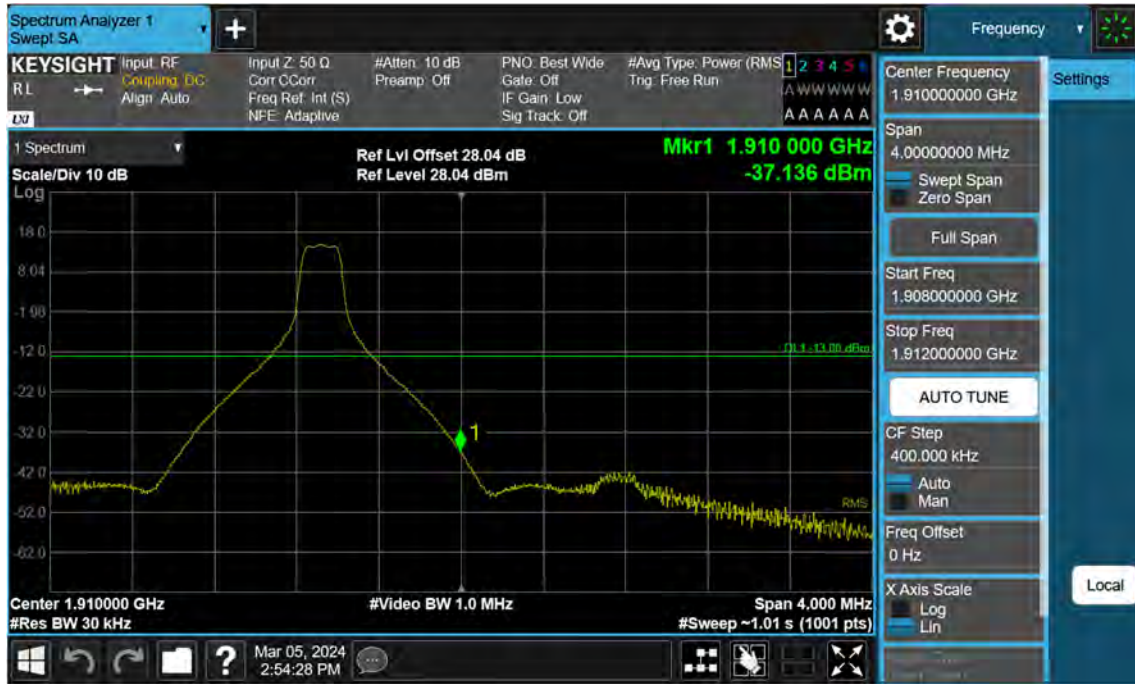 Spectrum Analyzer 1
Swept SA
Frequency
KEYSIGHT
RL
LXI
Input: RF
Coupling: DC
Align: Auto
Input Z: 50 Ω
Corr CCorr
Freq Ref: Int (S)
NFE: Adaptive
#Atten: 10 dB
Preamp: Off
PNO: Best Wide
Gate: Off
IF Gain: Low
Sig Track: Off
#Avg Type: Power (RMS
Trig: Free Run
1 2 3 4 5 6
A W W W W W
A A A A A A
1 Spectrum
Scale/Div 10 dB
Log
Ref Lvl Offset 28.04 dB
Ref Level 28.04 dBm
Mkr1 1.910 000 GHz
-37.136 dBm
18.0
8.04
-1.96
-12.0
-22.0
-32.0
-42.0
-52.0
-62.0
DL1 -13.00 dBm
1
RMS
Center 1.910000 GHz
#Res BW 30 kHz
#Video BW 1.0 MHz
Span 4.000 MHz
#Sweep ~1.01 s (1001 pts)
Mar 05, 2024
2:54:28 PM
?
Center Frequency
1.910000000 GHz
Settings
Span
4.00000000 MHz
Swept Span
Zero Span
Full Span
Start Freq
1.908000000 GHz
Stop Freq
1.912000000 GHz
AUTO TUNE
CF Step
400.000 kHz
Auto
Man
Freq Offset
0 Hz
X Axis Scale
Log
Lin
Local